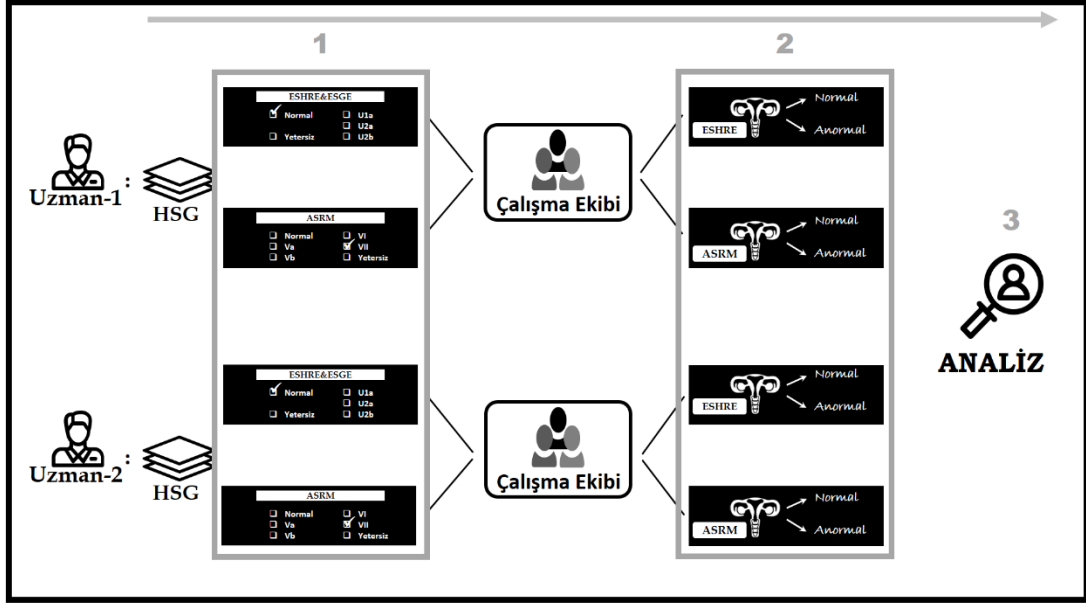 1
2
ESHRE&ESGE
Normal U1a
U2a
Yetersiz U2b
Uzman-1 :
HSG
ASRM
Normal VI
Va VII
Vb Yetersiz
Çalışma Ekibi
ESHRE
Normal
Anormal
ASRM
Normal
Anormal
3
ANALİZ
ESHRE&ESGE
Normal U1a
U2a
Yetersiz U2b
Uzman-2 :
HSG
ASRM
Normal VI
Va VII
Vb Yetersiz
Çalışma Ekibi
ESHRE
Normal
Anormal
ASRM
Normal
Anormal